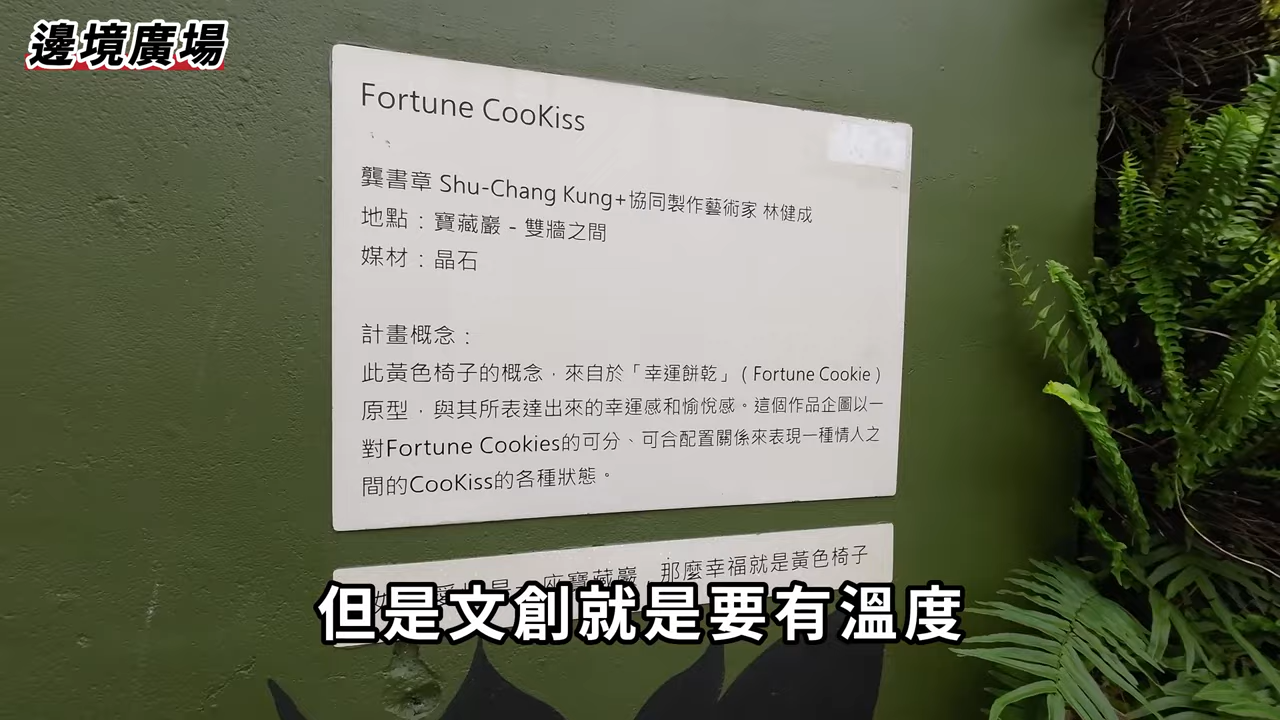 邊境廣場
Fortune CooKiss
龔書章 Shu-Chang Kung+協同製作藝術家 林健成
地點：寶藏巖 - 雙牆之間
媒材：晶石
計畫概念：
此黃色椅子的概念，來自於「幸運餅乾」( Fortune Cookie )
原型，與其所表達出來的幸運感和愉悅感。這個作品企圖以一
對Fortune Cookies的可分、可合配置關係來表現一種情人之
間的CooKiss的各種狀態。
是一座寶藏巖，那麼幸福就是黃色椅子
但是文創就是要有溫度